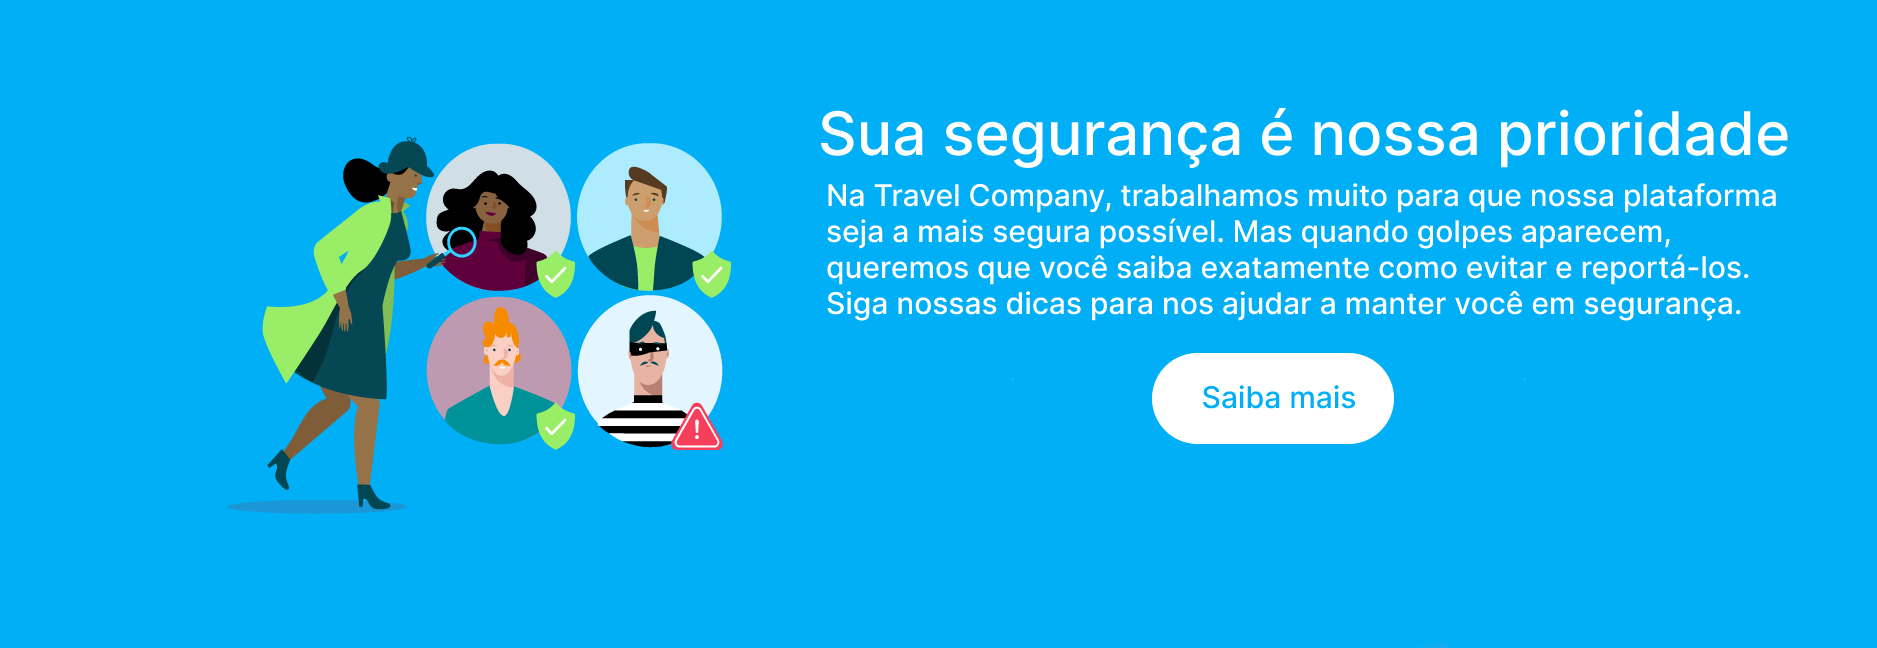 Sua segurança é nossa prioridade
Na Travel Company, trabalhamos muito para que nossa plataforma
seja a mais segura possível. Mas quando golpes aparecem,
queremos que você saiba exatamente como evitar e reportá-los.
Siga nossas dicas para nos ajudar a manter você em segurança.
Saiba mais